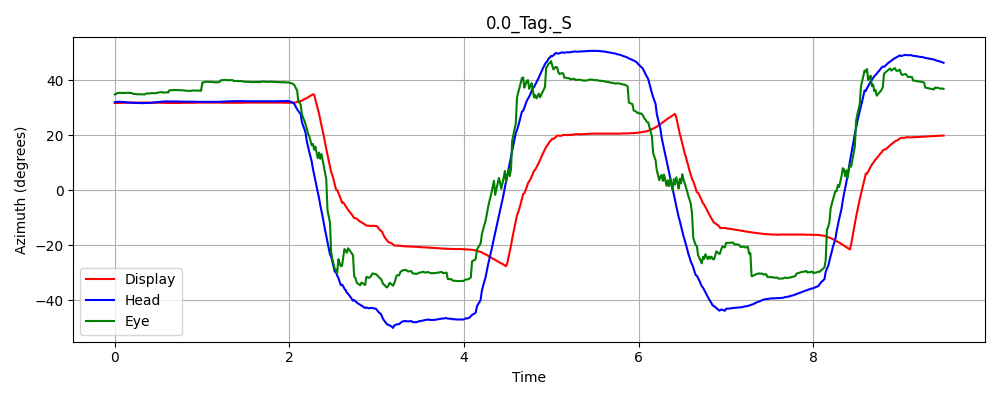 0.0_Tag._S
Azimuth (degrees)
40
20
0
−20
−40
Display
Head
Eye
0 2 4 6 8
Time